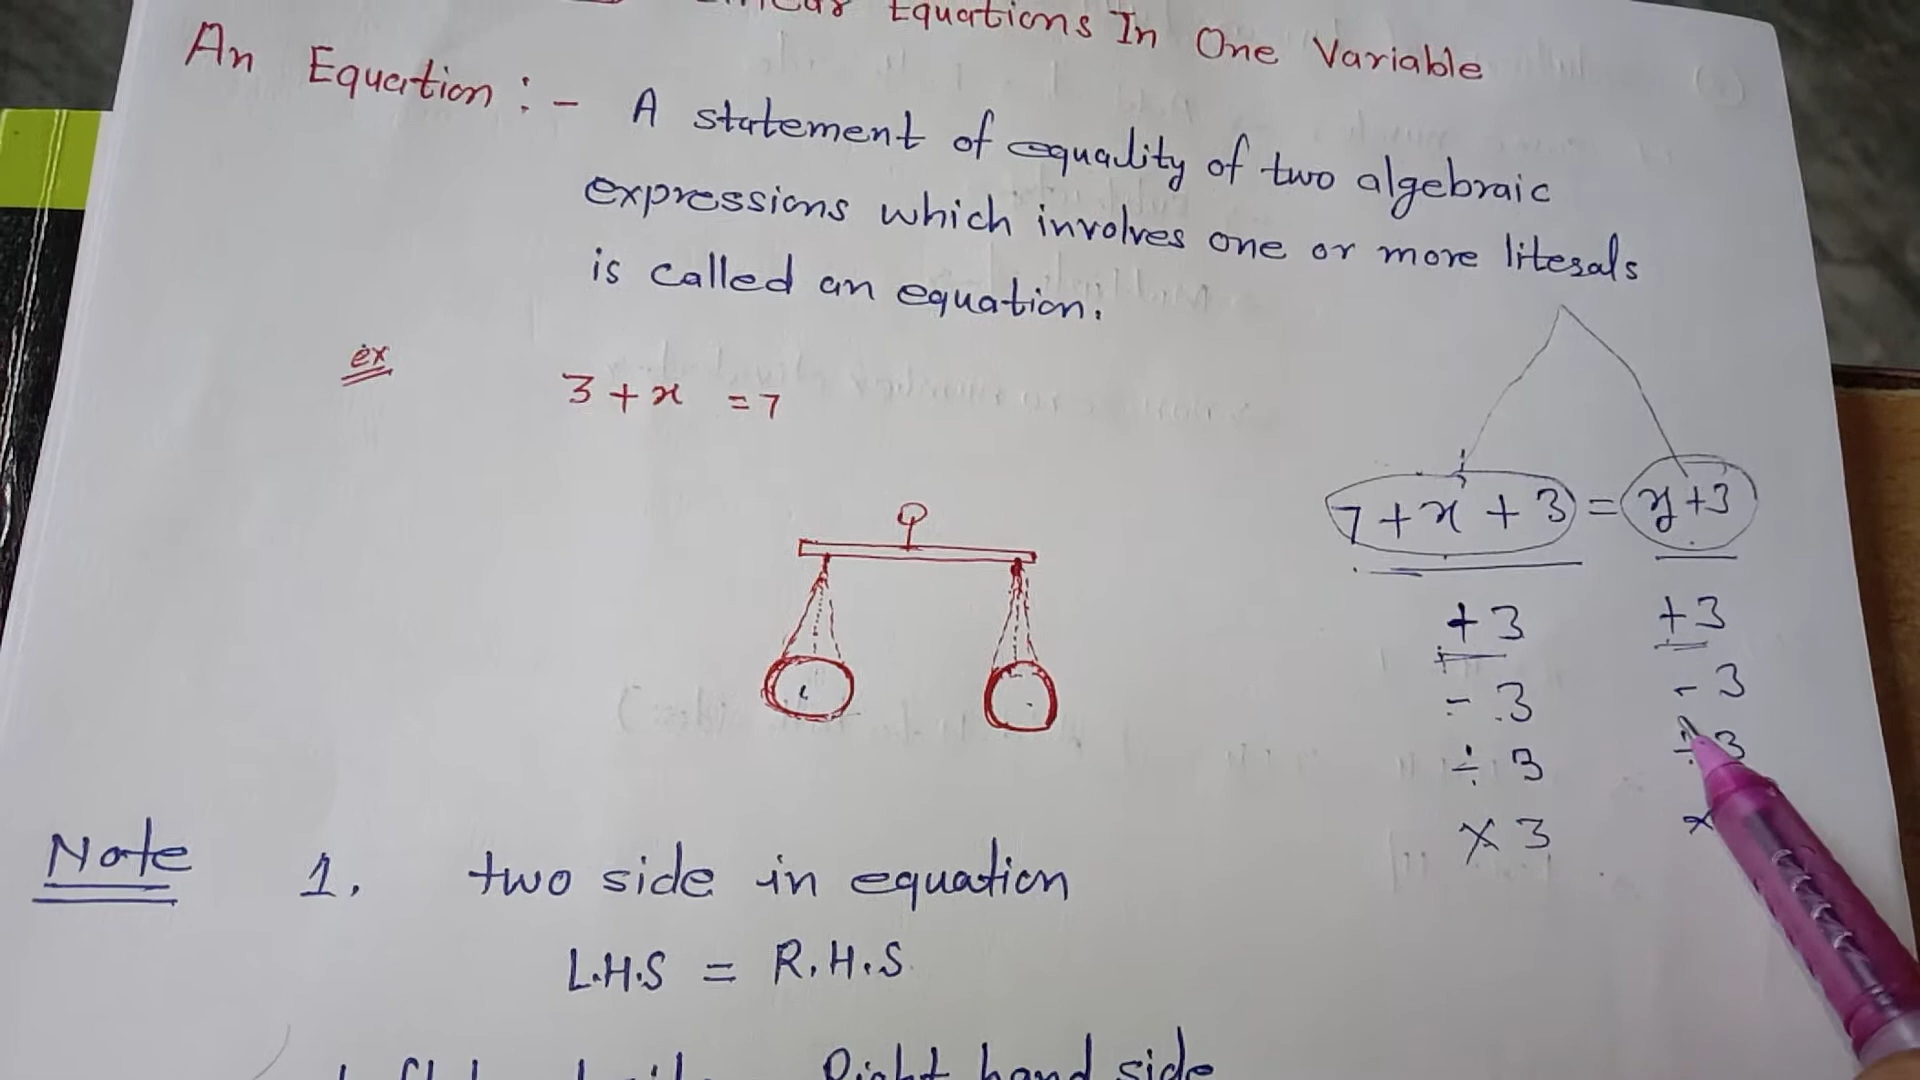 Equations In One Variable
An Equation :- A statement of equality of two algebraic
expressions which involves one or more literals
is called an equation.
ex 3 + x = 7
7 + x + 3 = y + 3
+ 3 + 3
- 3 - 3
÷ 3 ÷ 3
× 3 ×
Note 1. two side in equation
L.H.S = R.H.S.
Right hand side